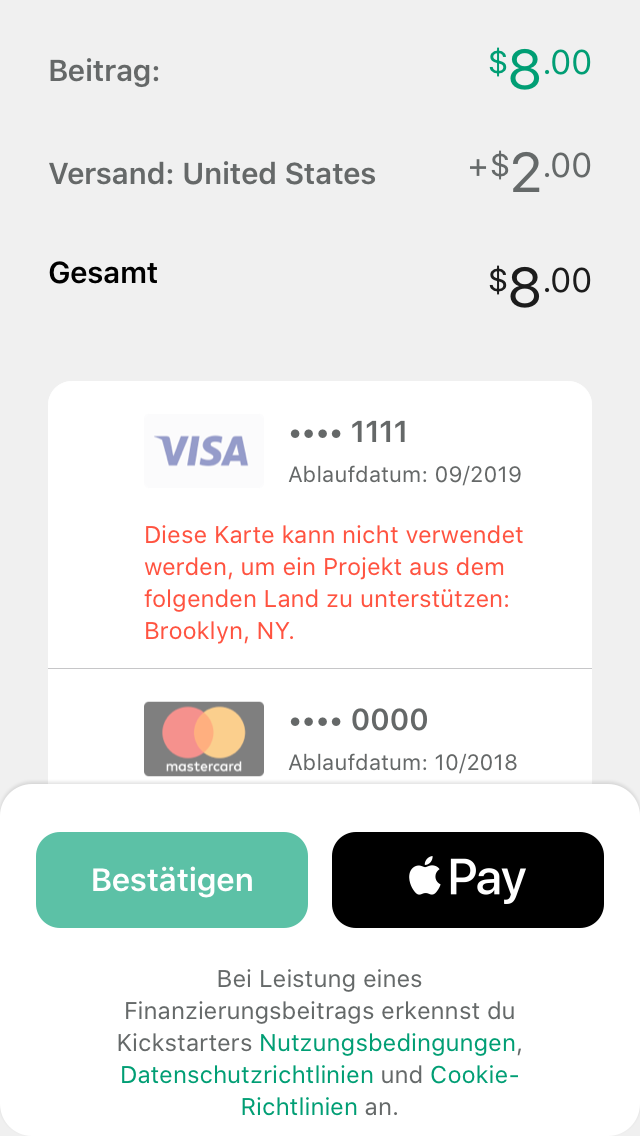 Beitrag: $8.00
Versand: United States +$2.00
Gesamt $8.00
VISA •••• 1111
Ablaufdatum: 09/2019
Diese Karte kann nicht verwendet
werden, um ein Projekt aus dem
folgenden Land zu unterstützen:
Brooklyn, NY.
•••• 0000
mastercard Ablaufdatum: 10/2018
Bestätigen Pay
Bei Leistung eines
Finanzierungsbeitrags erkennst du
Kickstarters Nutzungsbedingungen,
Datenschutzrichtlinien und Cookie-
Richtlinien an.